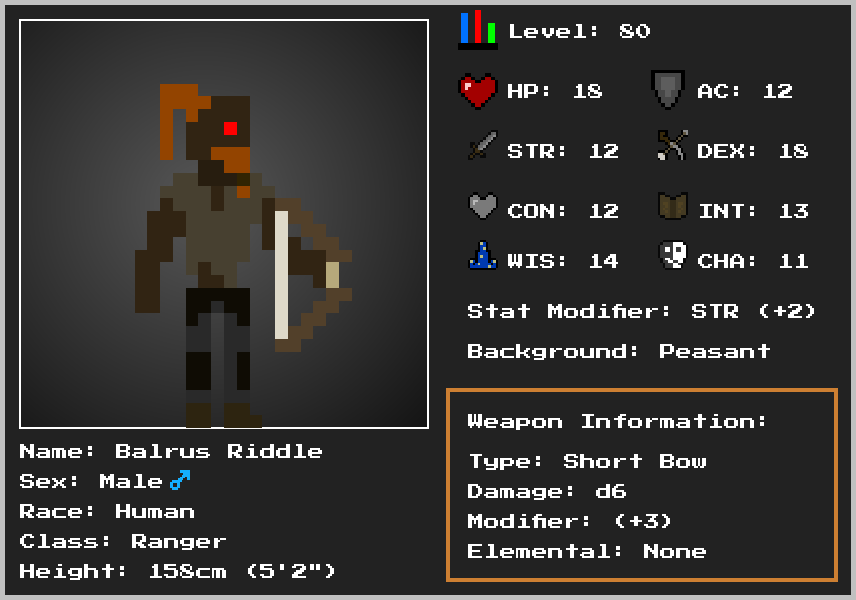 Level: 80
HP: 18 AC: 12
STR: 12 DEX: 18
CON: 12 INT: 13
WIS: 14 CHA: 11
Stat Modifier: STR (+2)
Background: Peasant
Weapon Information:
Type: Short Bow
Damage: d6
Modifier: (+3)
Elemental: None
Name: Balrus Riddle
Sex: Male ♂
Race: Human
Class: Ranger
Height: 158cm (5'2")